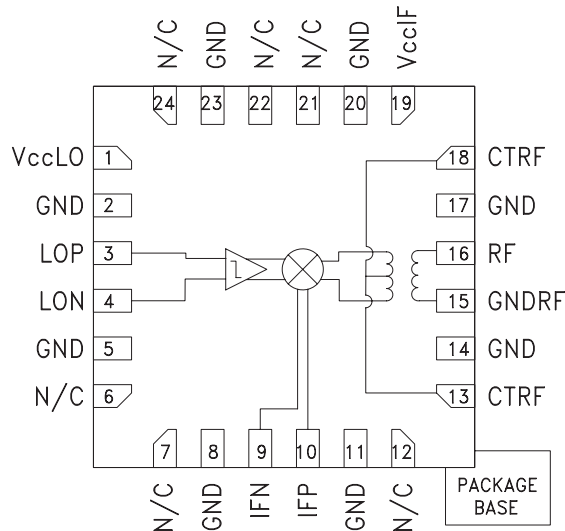 N/C GND N/C N/C GND VccIF
24 23 22 21 20 19
VccLO 1 18 CTRF
GND 2 17 GND
LOP 3 16 RF
LON 4 15 GNDRF
GND 5 14 GND
N/C 6 13 CTRF
7 8 9 10 11 12
N/C GND IFN IFP GND N/C
PACKAGE
BASE